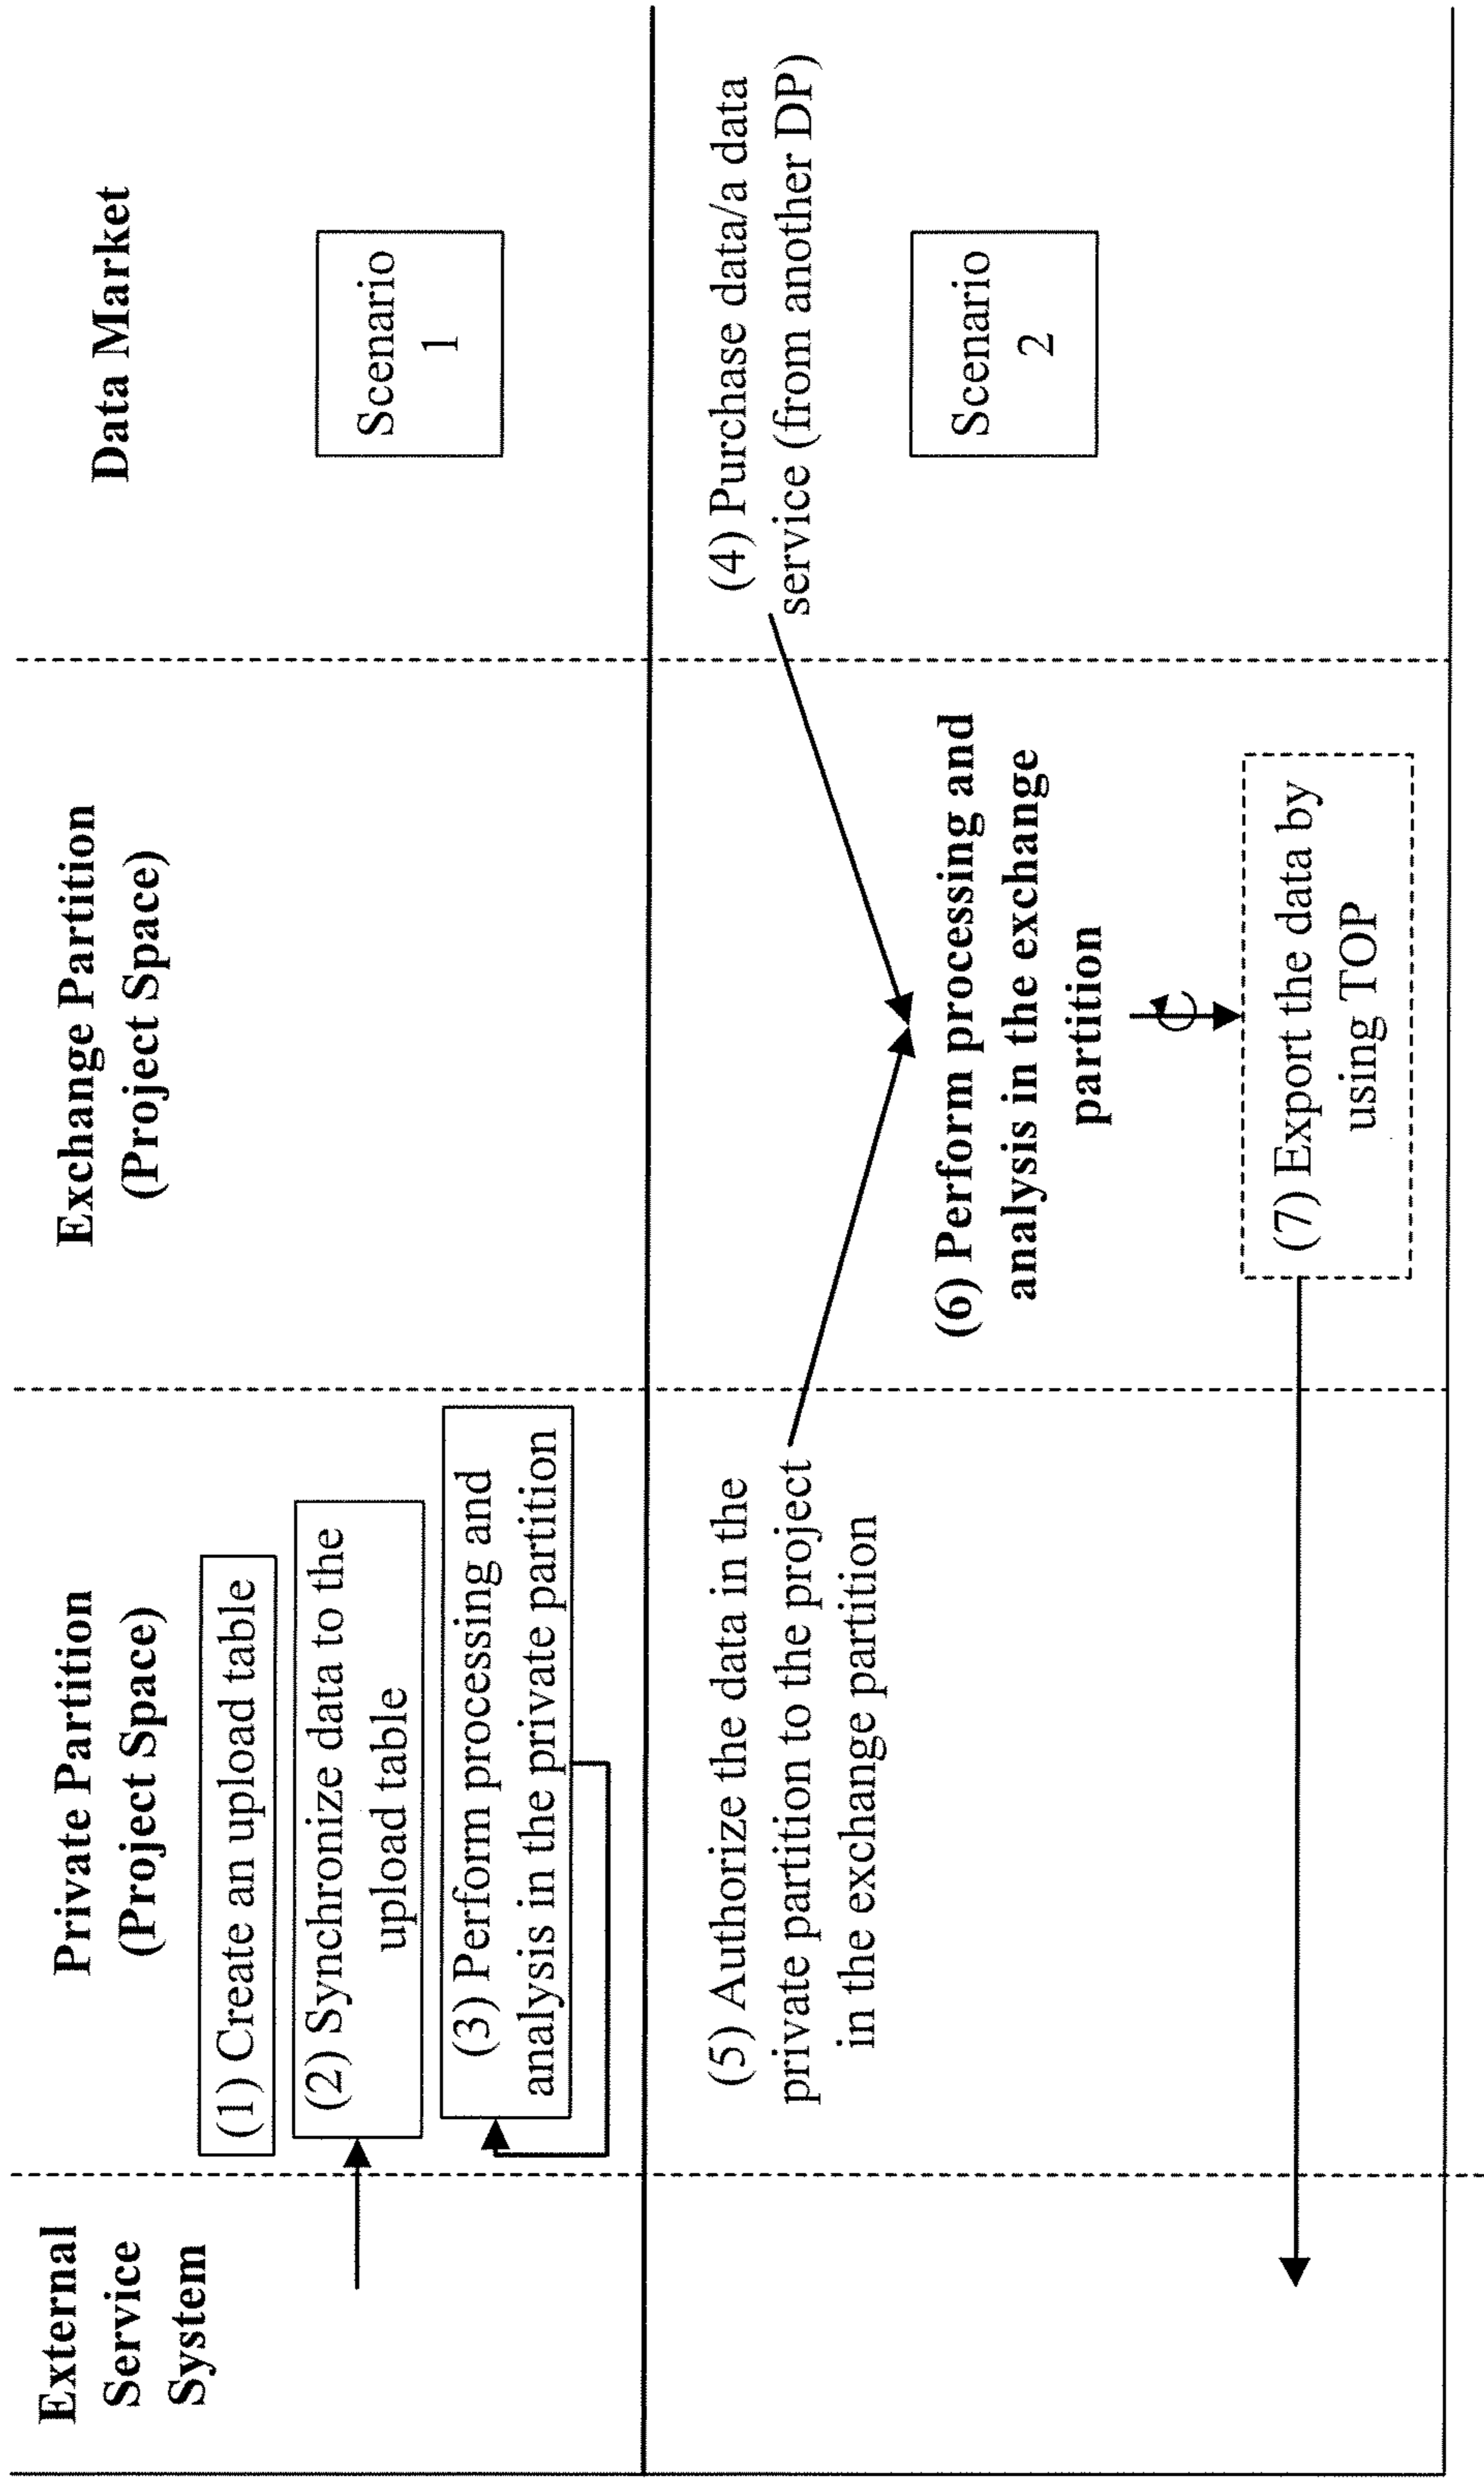 External
Service
System
Private Partition
(Project Space)
Exchange Partition
(Project Space)
Data Market
(1) Create an upload table
(2) Synchronize data to the
upload table
(3) Perform processing and
analysis in the private partition
Scenario
1
(5) Authorize the data in the
private partition to the project
in the exchange partition
(4) Purchase data/a data
service (from another DP)
(6) Perform processing and
analysis in the exchange
partition
Scenario
2
(7) Export the data by
using TOP